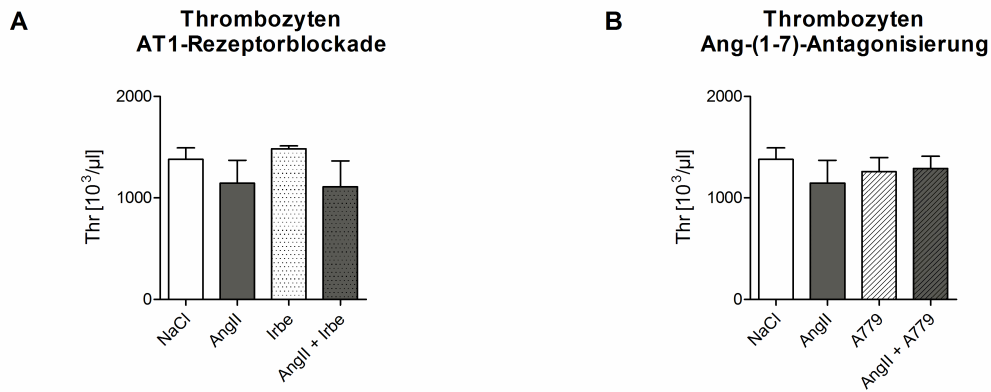 A
Thrombozyten
AT1-Rezeptorblockade
Thr [10³/µl]
2000
1000
0
NaCl
AngII
Irbe
AngII + Irbe
B
Thrombozyten
Ang-(1-7)-Antagonisierung
Thr [10³/µl]
2000
1000
0
NaCl
AngII
A779
AngII + A779